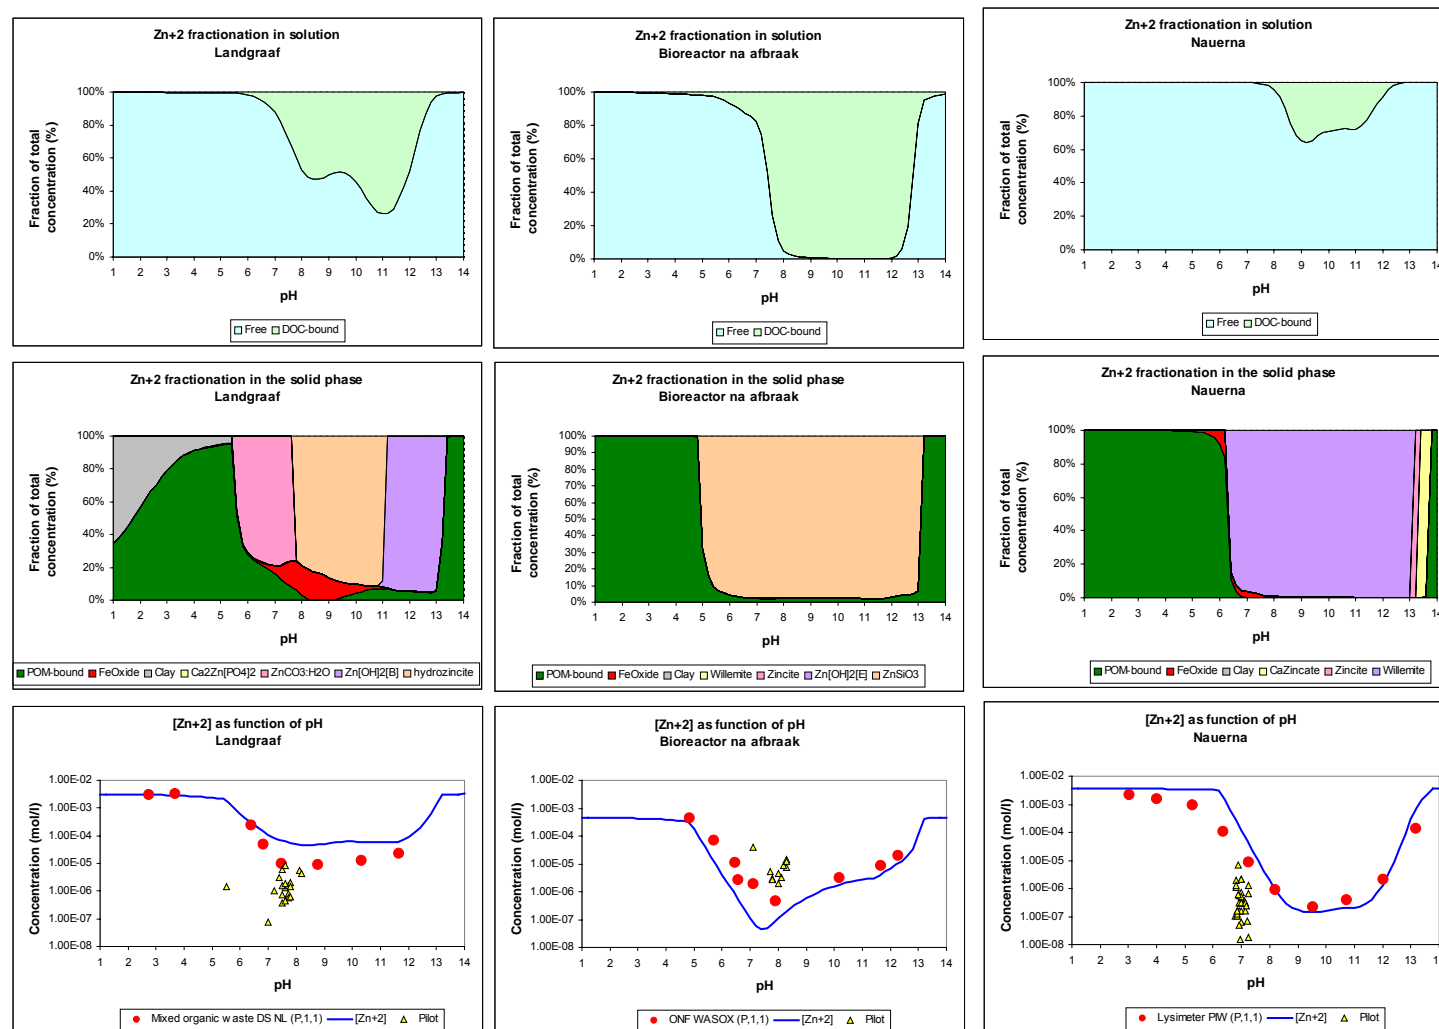 Zn+2 fractionation in solution
Landgraaf
Fraction of total
concentration (%)
100%
80%
60%
40%
20%
0%
1 2 3 4 5 6 7 8 9 10 11 12 13 14
pH
Free DOC-bound
Zn+2 fractionation in solution
Bioreactor na afbraak
Fraction of total
concentration (%)
100%
80%
60%
40%
20%
0%
1 2 3 4 5 6 7 8 9 10 11 12 13 14
pH
Free DOC-bound
Zn+2 fractionation in solution
Nauerna
Fraction of total
concentration (%)
100%
80%
60%
40%
20%
0%
1 2 3 4 5 6 7 8 9 10 11 12 13 14
pH
Free DOC-bound
Zn+2 fractionation in the solid phase
Landgraaf
Fraction of total
concentration (%)
100%
80%
60%
40%
20%
0%
1 2 3 4 5 6 7 8 9 10 11 12 13 14
pH
POM-bound FeOxide Clay Ca2Zn[PO4]2 ZnCO3:H2O Zn[OH]2[B] hydrozincite
Zn+2 fractionation in the solid phase
Bioreactor na afbraak
Fraction of total
concentration (%)
100%
90%
80%
70%
60%
50%
40%
30%
20%
10%
0%
1 2 3 4 5 6 7 8 9 10 11 12 13 14
pH
POM-bound FeOxide Clay Willemite Zincite Zn[OH]2[E] ZnSiO3
Zn+2 fractionation in the solid phase
Nauerna
Fraction of total
concentration (%)
100%
80%
60%
40%
20%
0%
1 2 3 4 5 6 7 8 9 10 11 12 13 14
pH
POM-bound FeOxide Clay CaZincate Zincite Willemite
[Zn+2] as function of pH
Landgraaf
Concentration (mol/l)
1.00E-02
1.00E-03
1.00E-04
1.00E-05
1.00E-06
1.00E-07
1.00E-08
1 2 3 4 5 6 7 8 9 10 11 12 13 14
pH
Mixed organic waste DS NL (P,1,1) [Zn+2] Pilot
[Zn+2] as function of pH
Bioreactor na afbraak
Concentration (mol/l)
1.00E-02
1.00E-03
1.00E-04
1.00E-05
1.00E-06
1.00E-07
1.00E-08
1 2 3 4 5 6 7 8 9 10 11 12 13 14
pH
ONF WASOX (P,1,1) [Zn+2] Pilot
[Zn+2] as function of pH
Nauerna
Concentration (mol/l)
1.00E-02
1.00E-03
1.00E-04
1.00E-05
1.00E-06
1.00E-07
1.00E-08
1 2 3 4 5 6 7 8 9 10 11 12 13
pH
Lysimeter PIW (P,1,1) [Zn+2] Pilot